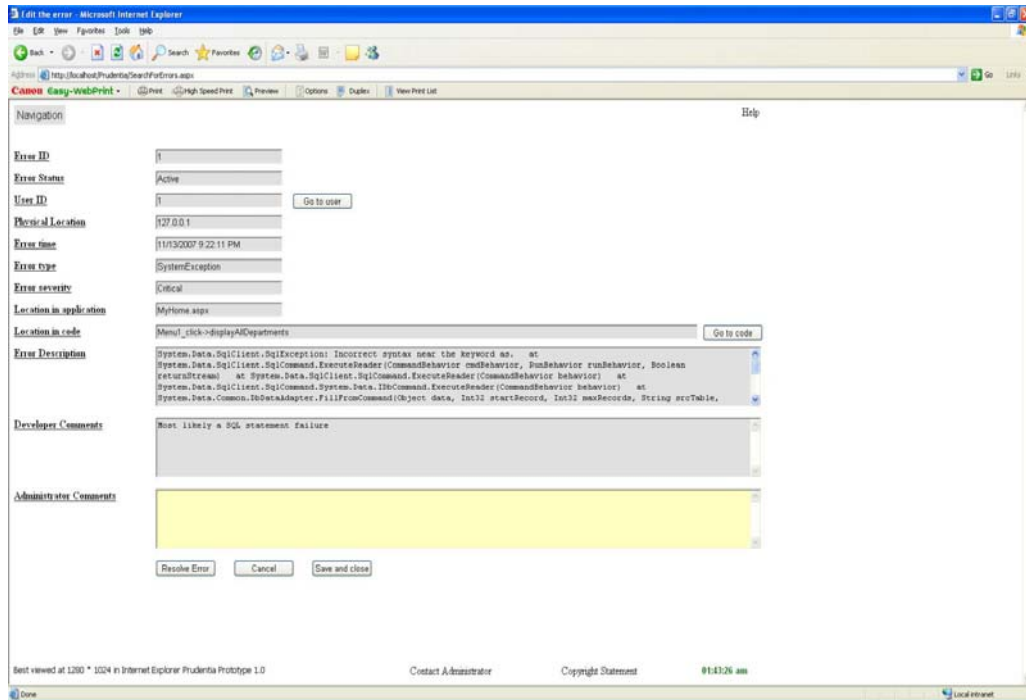 Edit the error - Microsoft Internet Explorer
File Edit View Favorites Tools Help
Back Search Favorites
Address http://localhost/Prudentia/SearchForErrors.aspx Go Links
Canon Easy-WebPrint Print High Speed Print Preview Options Duplex View Print List
Navigation Help
Error ID 1
Error Status Active
User ID 1 Go to user
Physical Location 127.0.0.1
Error time 11/13/2007 9:22:11 PM
Error type SystemException
Error severity Critical
Location in application MyHome.aspx
Location in code Menu1_click->displayAllDepartments Go to code
Error Description System.Data.SqlClient.SqlException: Incorrect syntax near the keyword as. at
System.Data.SqlClient.SqlCommand.ExecuteReader(CommandBehavior cmdBehavior, RunBehavior runBehavior, Boolean
returnStream) at System.Data.SqlClient.SqlCommand.ExecuteReader(CommandBehavior behavior) at
System.Data.SqlClient.SqlCommand.System.Data.IDbCommand.ExecuteReader(CommandBehavior behavior) at
System.Data.Common.DbDataAdapter.FillFromCommand(Object data, Int32 startRecord, Int32 maxRecords, String srcTable,
Developer Comments Most likely a SQL statement failure
Administrator Comments
Resolve Error Cancel Save and close
Best viewed at 1280 * 1024 in Internet Explorer Prudentia Prototype 1.0 Contact Administrator Copyright Statement 01:43:26 am
Done Local intranet